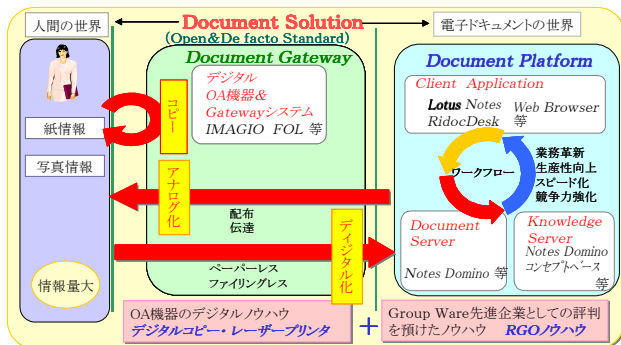 人間の世界
Document Solution
(Open&De facto Standard)
電子ドキュメントの世界
Document Gateway
Document Platform
紙情報
写真情報
情報量大
コピー
デジタル
OA機器&
Gatewayシステム
IMAGIO FOL 等
アナログ化
配布
伝達
ディジタル化
ペーパーレス
ファイリングレス
Client Application
Lotus Notes
RidocDesk
Web Browser
等
ワークフロー
業務革新
生産性向上
スピード化
競争力強化
Document
Server
Notes Domino 等
Knowledge
Server
Notes Domino
コンセプトベース
等
OA機器のデジタルノウハウ
デジタルコピー・レーザープリンタ
+
Group Ware先進企業としての評判
を預けたノウハウ RGOノウハウ